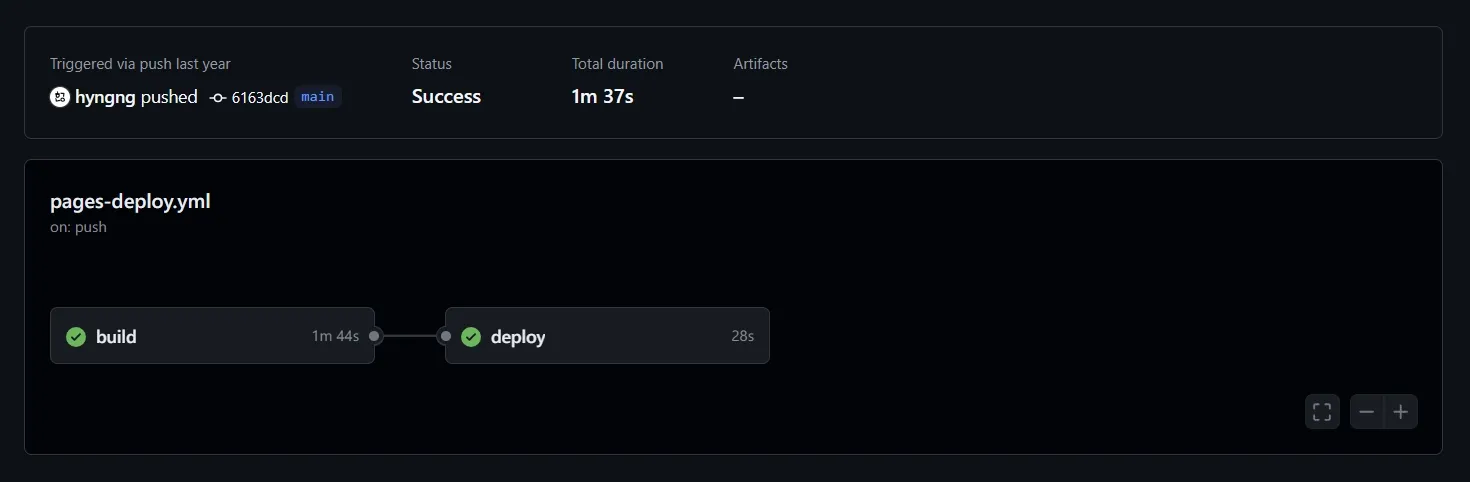 Triggered via push last year
hyngng pushed 6163dcd main
Status
Success
Total duration
1m 37s
Artifacts
–
pages-deploy.yml
on: push
build 1m 44s
deploy 28s